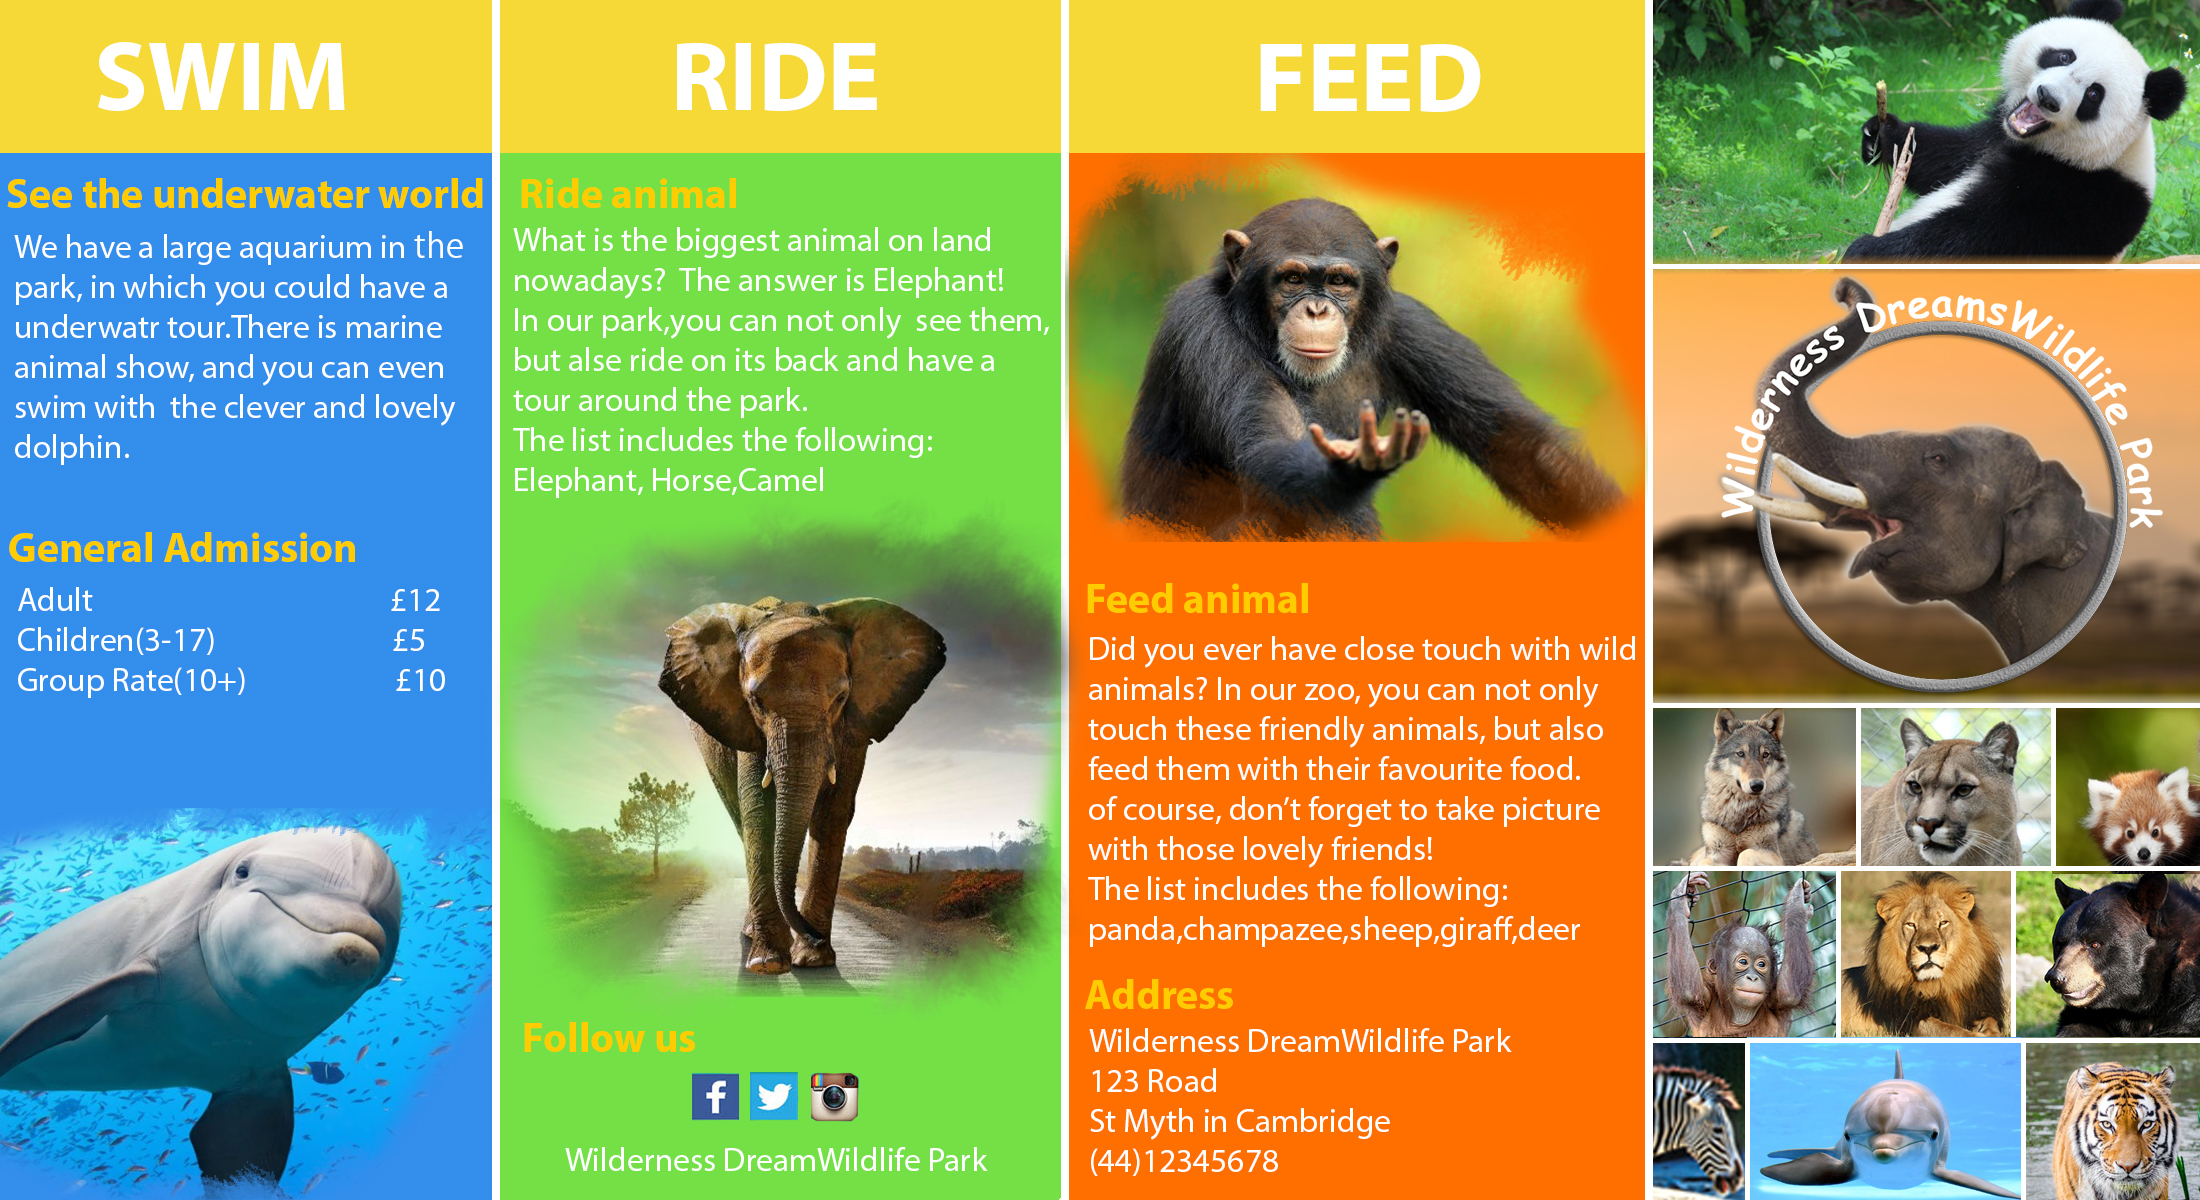 SWIM
See the underwater world
We have a large aquarium in the
park, in which you could have a
underwatr tour.There is marine
animal show, and you can even
swim with  the clever and lovely
dolphin.
General Admission
Adult £12
Children(3-17) £5
Group Rate(10+) £10
RIDE
Ride animal
What is the biggest animal on land
nowadays?  The answer is Elephant!
In our park,you can not only  see them,
but alse ride on its back and have a
tour around the park.
The list includes the following:
Elephant, Horse,Camel
Follow us
Wilderness DreamWildlife Park
FEED
Feed animal
Did you ever have close touch with wild
animals? In our zoo, you can not only
touch these friendly animals, but also
feed them with their favourite food.
of course, don’t forget to take picture
with those lovely friends!
The list includes the following:
panda,champazee,sheep,giraff,deer
Address
Wilderness DreamWildlife Park
123 Road
St Myth in Cambridge
(44)12345678
Wilderness DreamsWildlife Park